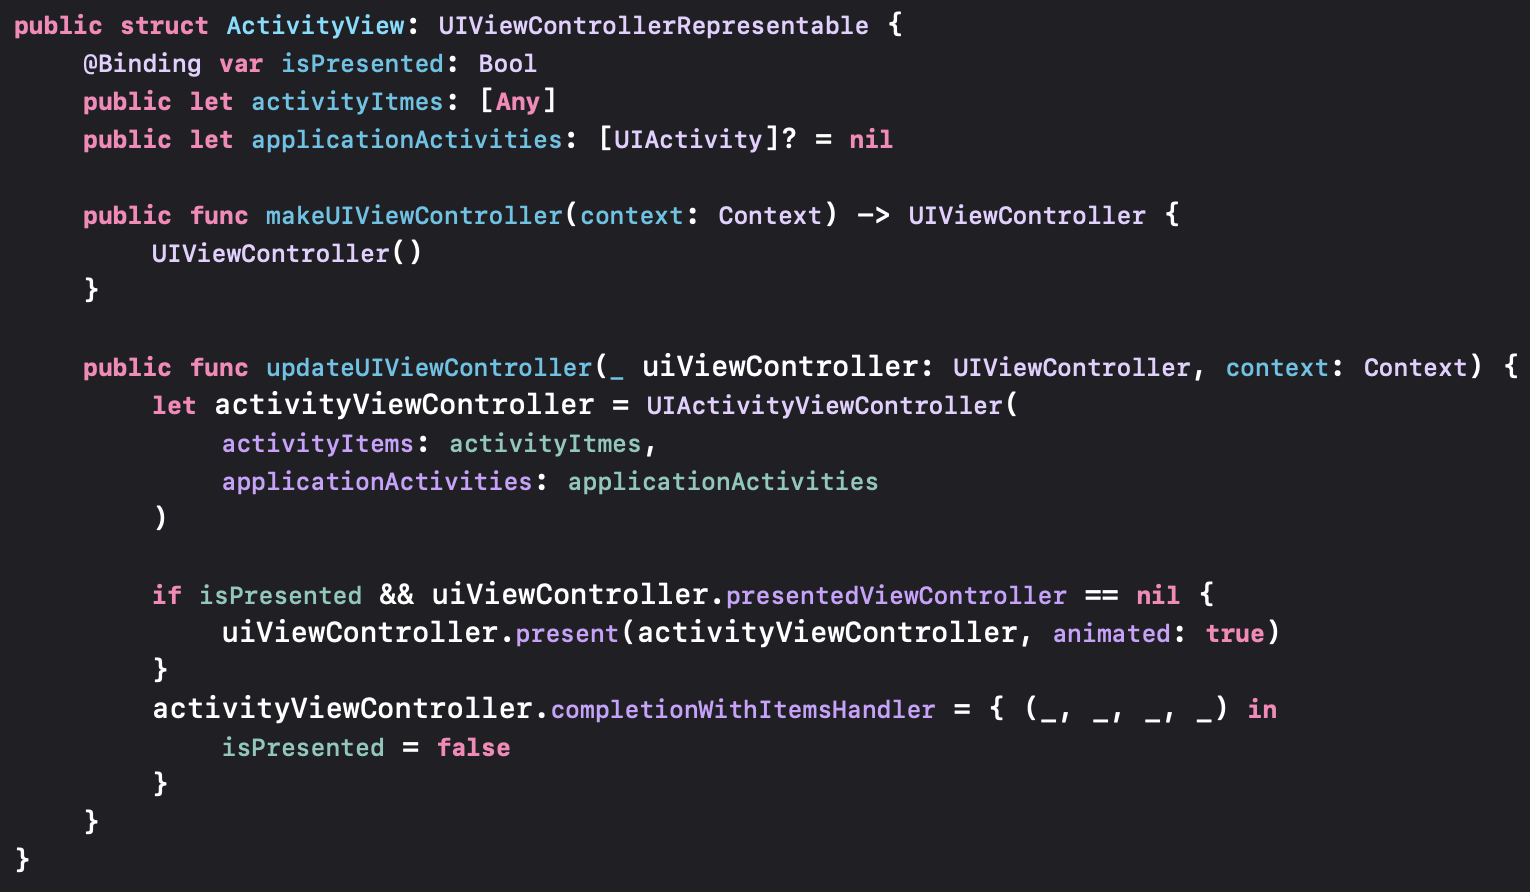 public struct ActivityView: UIViewControllerRepresentable {
    @Binding var isPresented: Bool
    public let activityItmes: [Any]
    public let applicationActivities: [UIActivity]? = nil

    public func makeUIViewController(context: Context) -> UIViewController {
        UIViewController()
    }

    public func updateUIViewController(_ uiViewController: UIViewController, context: Context) {
        let activityViewController = UIActivityViewController(
            activityItems: activityItmes,
            applicationActivities: applicationActivities
        )

        if isPresented && uiViewController.presentedViewController == nil {
            uiViewController.present(activityViewController, animated: true)
        }
        activityViewController.completionWithItemsHandler = { (_, _, _, _) in
            isPresented = false
        }
    }
}